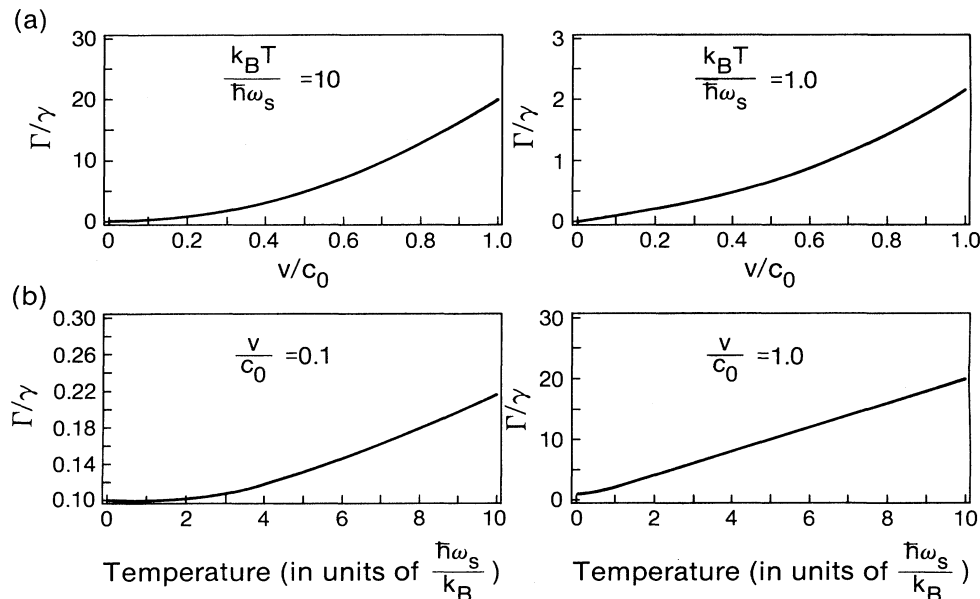 (a)
30
20
10
0
Γ/γ
k_B T / ħω_s =10
0 0.2 0.4 0.6 0.8 1.0
v/c_0
3
2
1
0
Γ/γ
k_B T / ħω_s =1.0
0 0.2 0.4 0.6 0.8 1.0
v/c_0
(b)
0.30
0.26
0.22
0.18
0.14
0.10
Γ/γ
v / c_0 =0.1
0 2 4 6 8 10
Temperature (in units of ħω_s / k_B )
30
20
10
0
Γ/γ
v / c_0 =1.0
0 2 4 6 8 10
Temperature (in units of ħω_s / k_B )